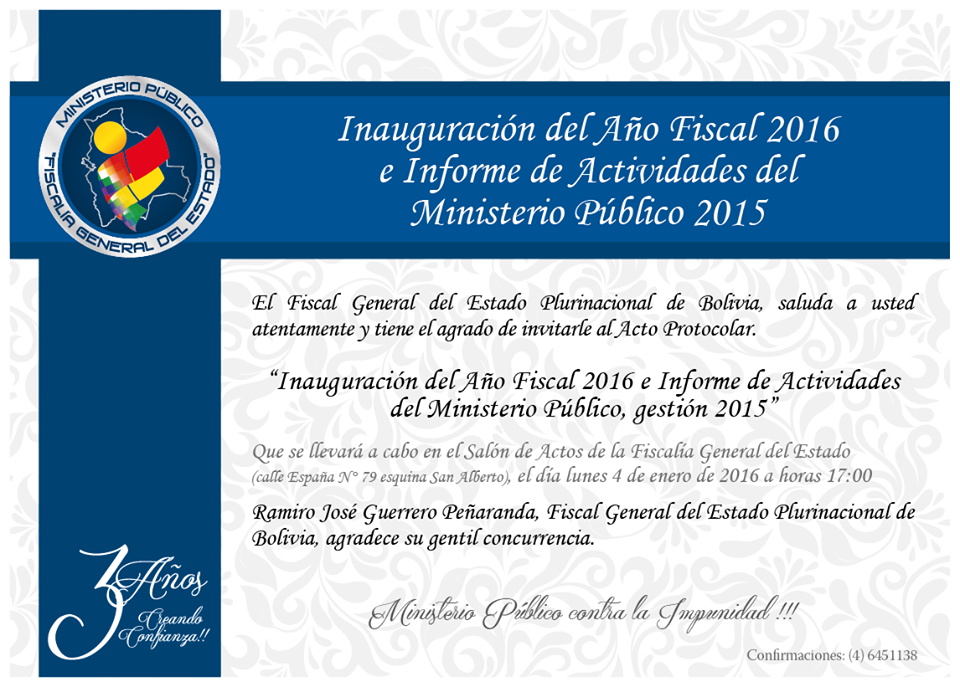 MINISTERIO PÚBLICO
"FISCALÍA GENERAL DEL ESTADO"
Inauguración del Año Fiscal 2016
e Informe de Actividades del
Ministerio Público 2015
El Fiscal General del Estado Plurinacional de Bolivia, saluda a usted
atentamente y tiene el agrado de invitarle al Acto Protocolar.
“Inauguración del Año Fiscal 2016 e Informe de Actividades
del Ministerio Público, gestión 2015”
Que se llevará a cabo en el Salón de Actos de la Fiscalía General del Estado
(calle España N° 79 esquina San Alberto), el día lunes 4 de enero de 2016 a horas 17:00
Ramiro José Guerrero Peñaranda, Fiscal General del Estado Plurinacional de
Bolivia, agradece su gentil concurrencia.
3 Años
Creando
Confianza!!
Ministerio Público contra la Impunidad !!!
Confirmaciones: (4) 6451138